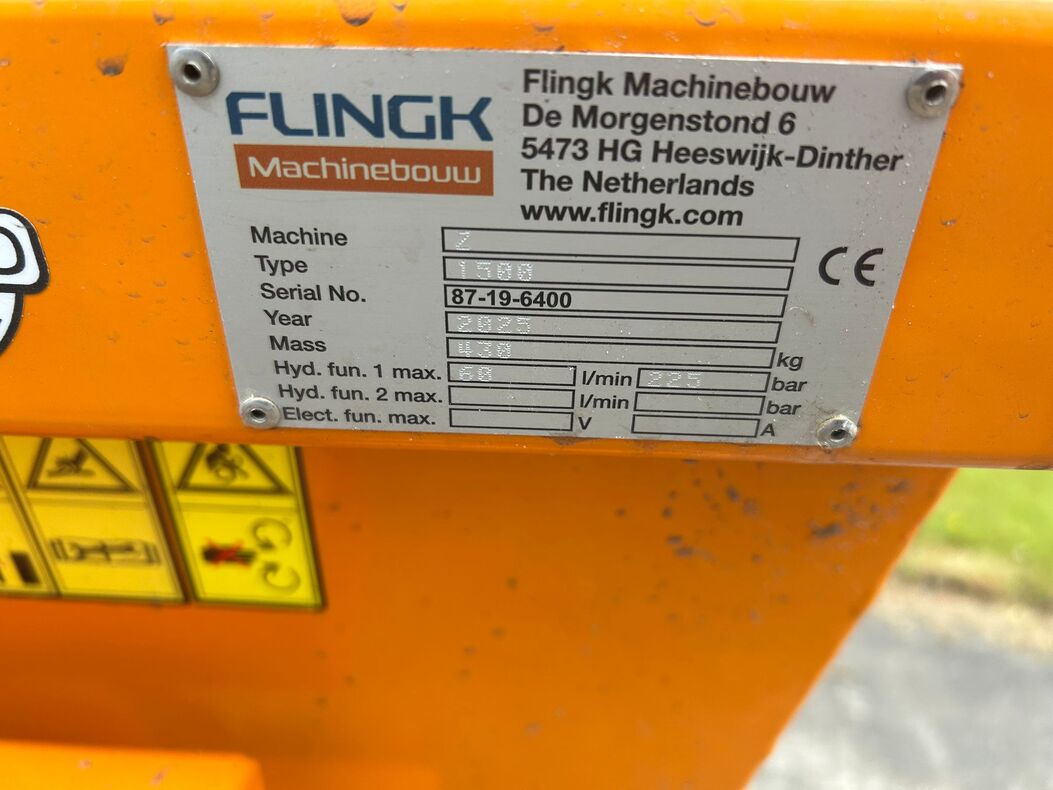 FLINGK
Machinebouw
Flingk Machinebouw
De Morgenstond 6
5473 HG Heeswijk-Dinther
The Netherlands
www.flingk.com
Machine Z
Type 1500
Serial No. 87-19-6400
Year 2025
Mass 430 kg
Hyd. fun. 1 max. 60 l/min 225 bar
Hyd. fun. 2 max. l/min bar
Elect. fun. max. V A
CE